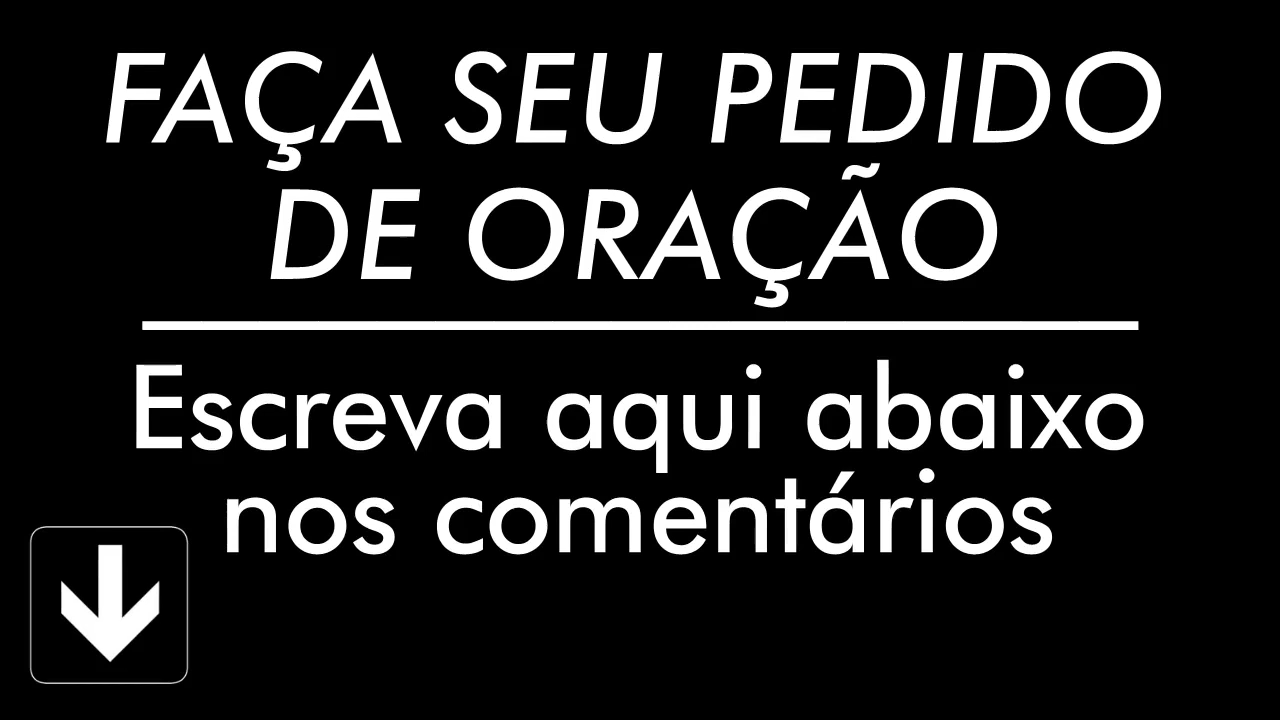 FAÇA SEU PEDIDO
DE ORAÇÃO
Escreva aqui abaixo
nos comentários